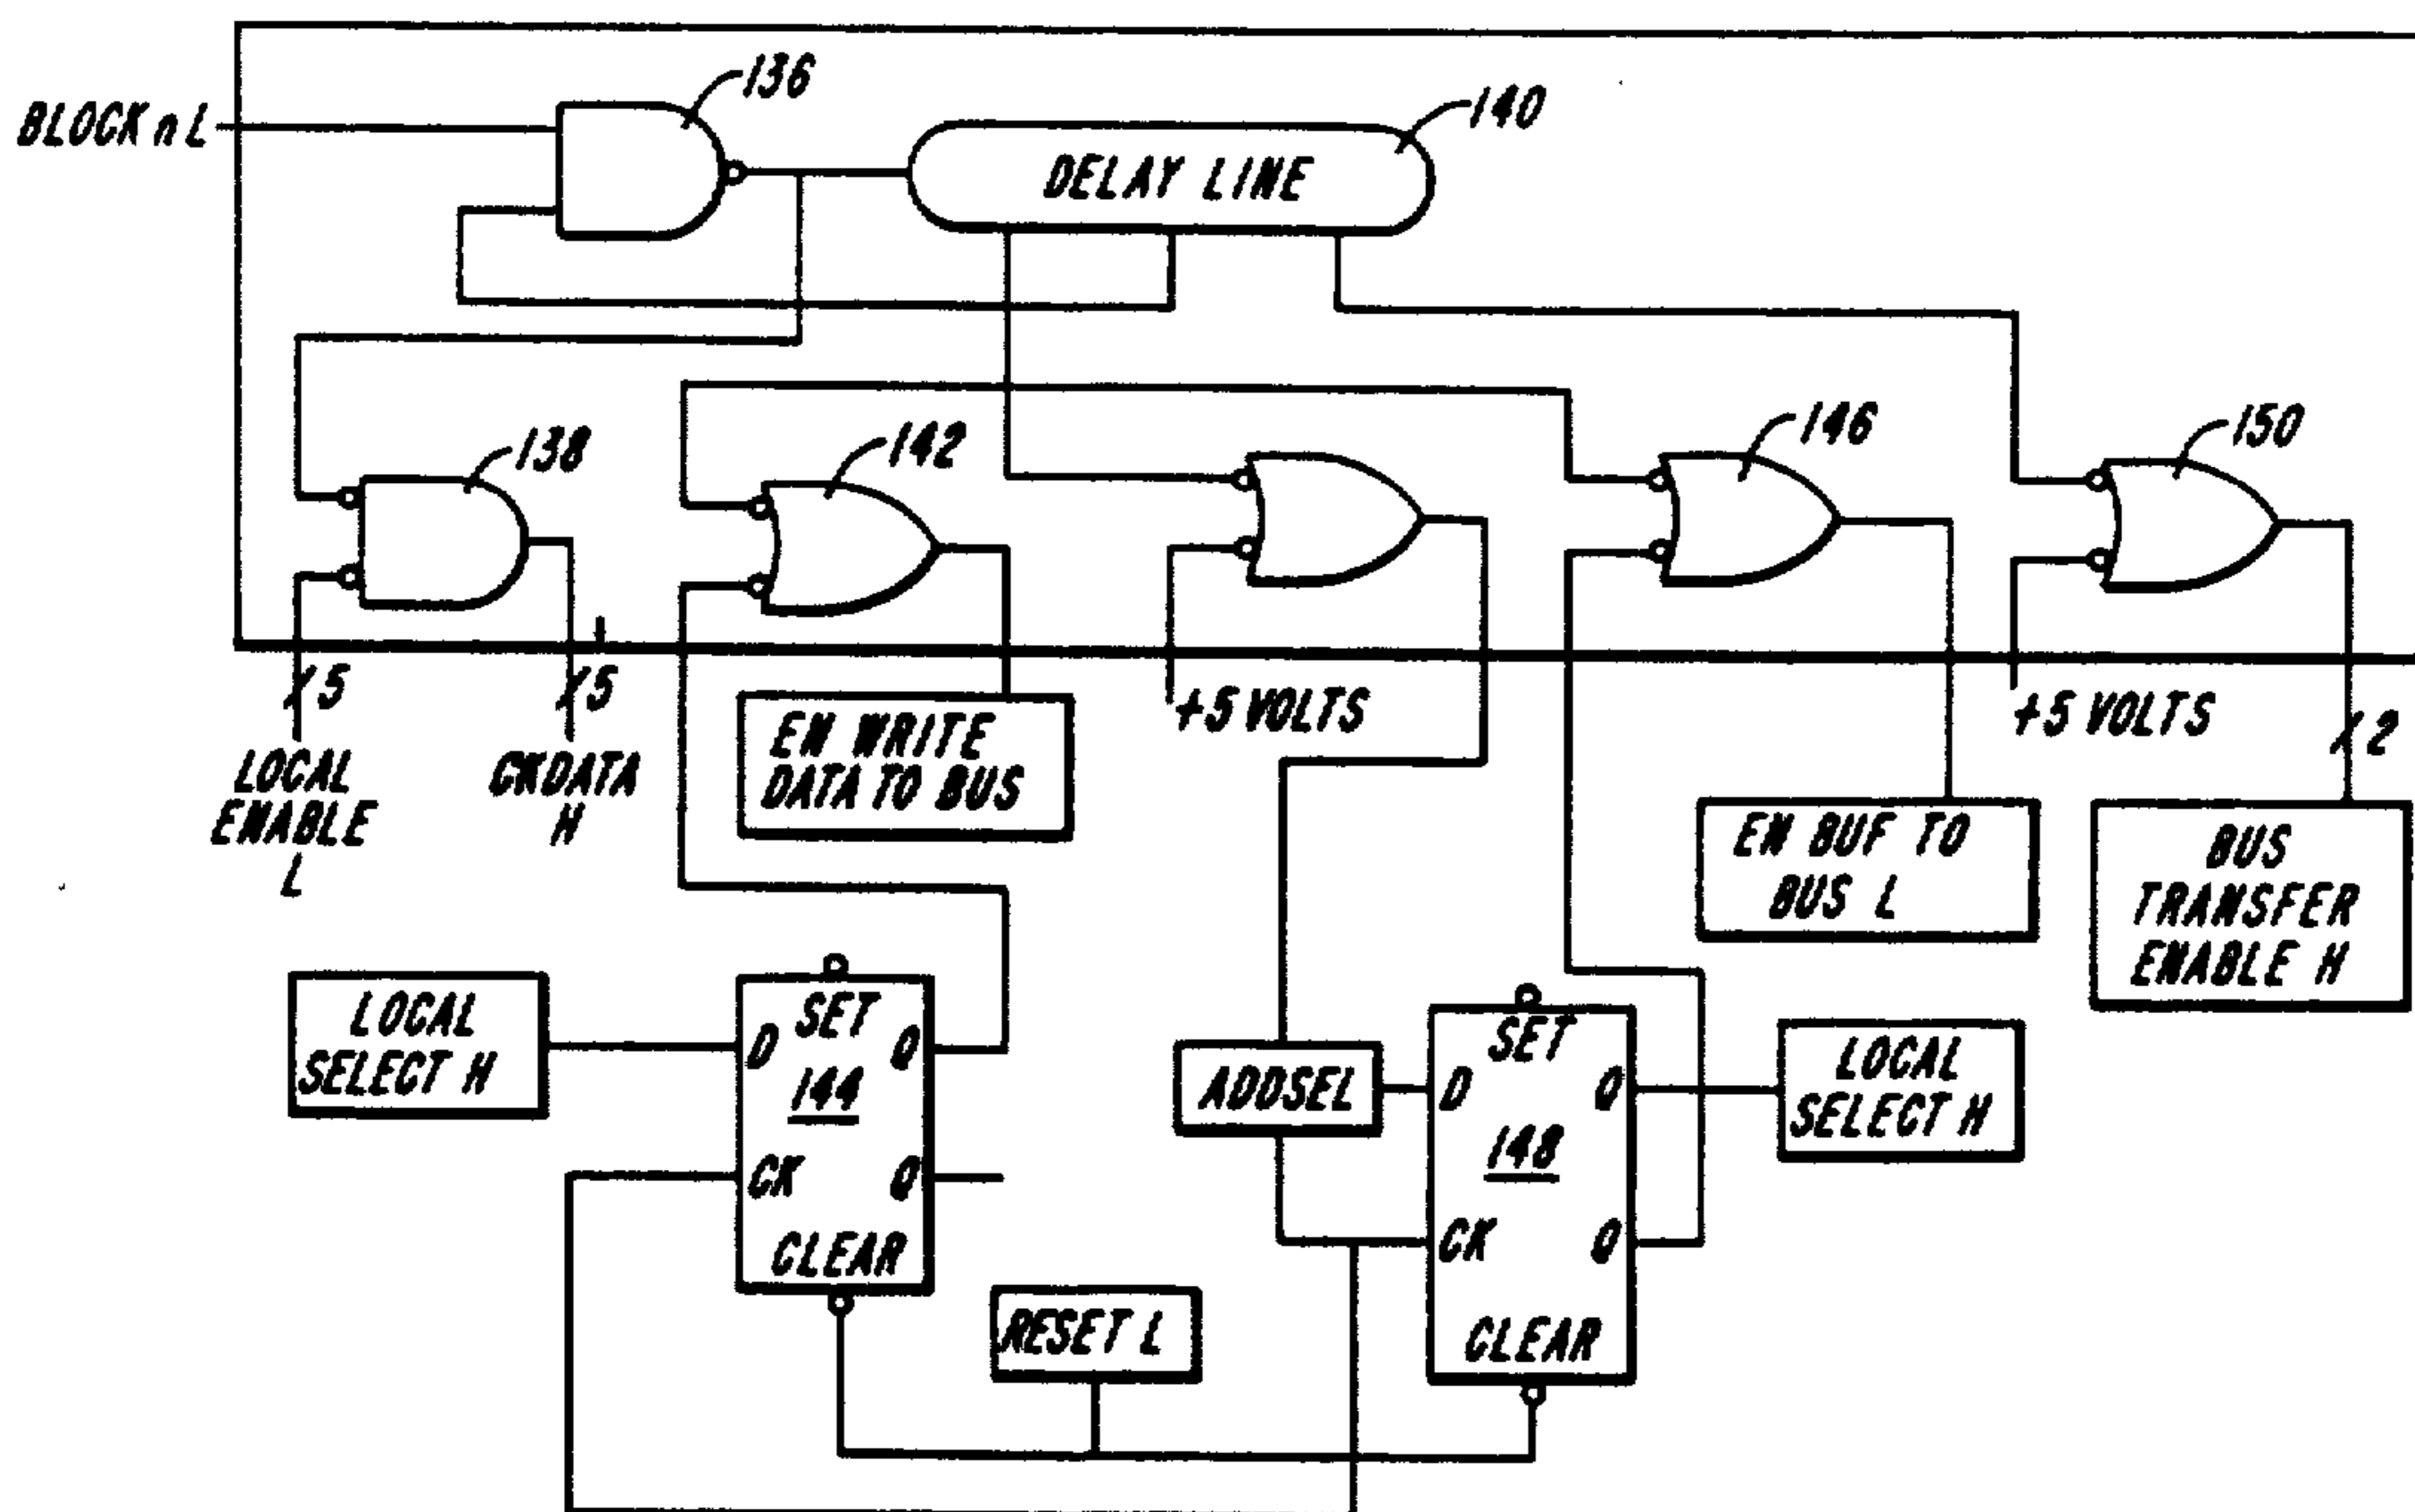 BLOCK n L
136
DELAY LINE
140
138
142
146
150
5
5
2
LOCAL
ENABLE
L
CKDATA
H
EN WRITE
DATA TO BUS
+5 VOLTS
+5 VOLTS
EN BUF TO
BUS L
BUS
TRANSFER
ENABLE H
LOCAL
SELECT H
D SET Q
144
CK Q
CLEAR
ADDSEL
D SET Q
148
CK Q
CLEAR
LOCAL
SELECT H
RESET L